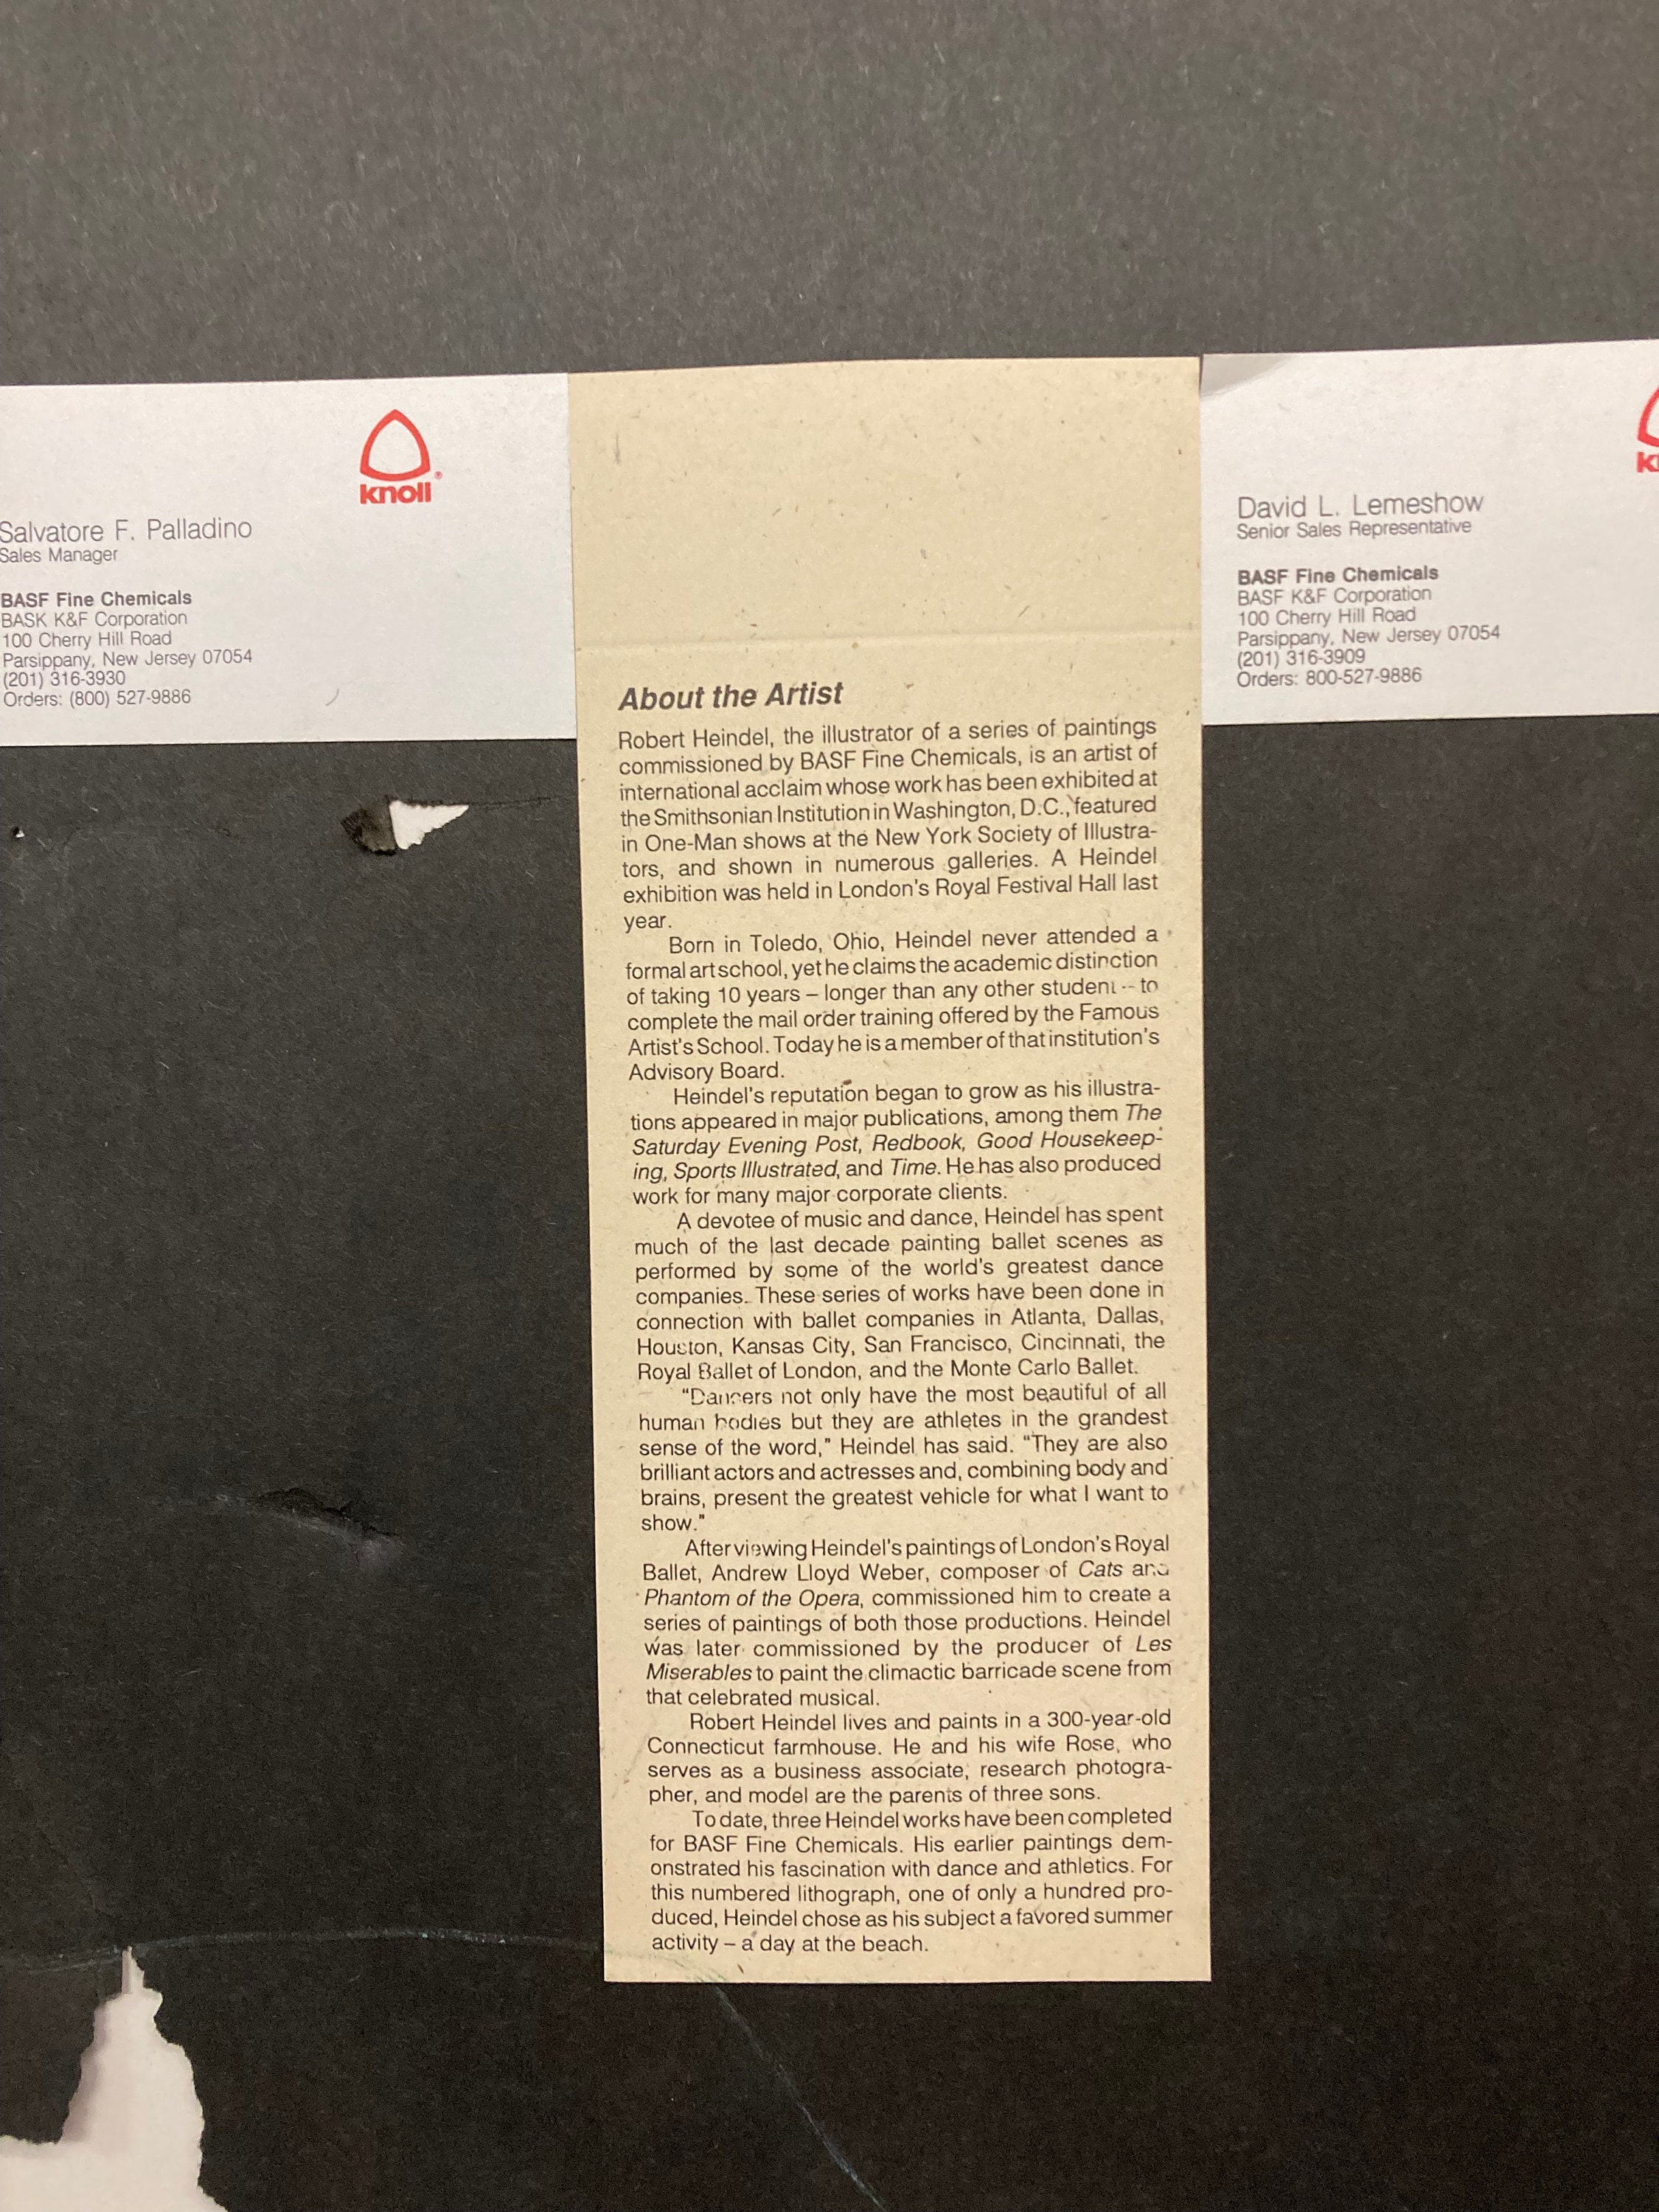 knoll®
Salvatore F. Palladino
Sales Manager
BASF Fine Chemicals
BASK K&F Corporation
100 Cherry Hill Road
Parsippany, New Jersey 07054
(201) 316-3930
Orders: (800) 527-9886
About the Artist
Robert Heindel, the illustrator of a series of paintings
commissioned by BASF Fine Chemicals, is an artist of
international acclaim whose work has been exhibited at
the Smithsonian Institution in Washington, D.C., featured
in One-Man shows at the New York Society of Illustra-
tors, and shown in numerous galleries. A Heindel
exhibition was held in London's Royal Festival Hall last
year.
Born in Toledo, Ohio, Heindel never attended a
formal art school, yet he claims the academic distinction
of taking 10 years – longer than any other student – to
complete the mail order training offered by the Famous
Artist's School. Today he is a member of that institution's
Advisory Board.
Heindel's reputation began to grow as his illustra-
tions appeared in major publications, among them The
Saturday Evening Post, Redbook, Good Housekeep-
ing, Sports Illustrated, and Time. He has also produced
work for many major corporate clients.
A devotee of music and dance, Heindel has spent
much of the last decade painting ballet scenes as
performed by some of the world's greatest dance
companies. These series of works have been done in
connection with ballet companies in Atlanta, Dallas,
Houston, Kansas City, San Francisco, Cincinnati, the
Royal Ballet of London, and the Monte Carlo Ballet.
"Dancers not only have the most beautiful of all
human bodies but they are athletes in the grandest
sense of the word," Heindel has said. "They are also
brilliant actors and actresses and, combining body and
brains, present the greatest vehicle for what I want to
show."
After viewing Heindel's paintings of London's Royal
Ballet, Andrew Lloyd Weber, composer of Cats and
Phantom of the Opera, commissioned him to create a
series of paintings of both those productions. Heindel
was later commissioned by the producer of Les
Miserables to paint the climactic barricade scene from
that celebrated musical.
Robert Heindel lives and paints in a 300-year-old
Connecticut farmhouse. He and his wife Rose, who
serves as a business associate, research photogra-
pher, and model are the parents of three sons.
To date, three Heindel works have been completed
for BASF Fine Chemicals. His earlier paintings dem-
onstrated his fascination with dance and athletics. For
this numbered lithograph, one of only a hundred pro-
duced, Heindel chose as his subject a favored summer
activity – a day at the beach.
David L. Lemeshow
Senior Sales Representative
BASF Fine Chemicals
BASF K&F Corporation
100 Cherry Hill Road
Parsippany, New Jersey 07054
(201) 316-3909
Orders: 800-527-9886